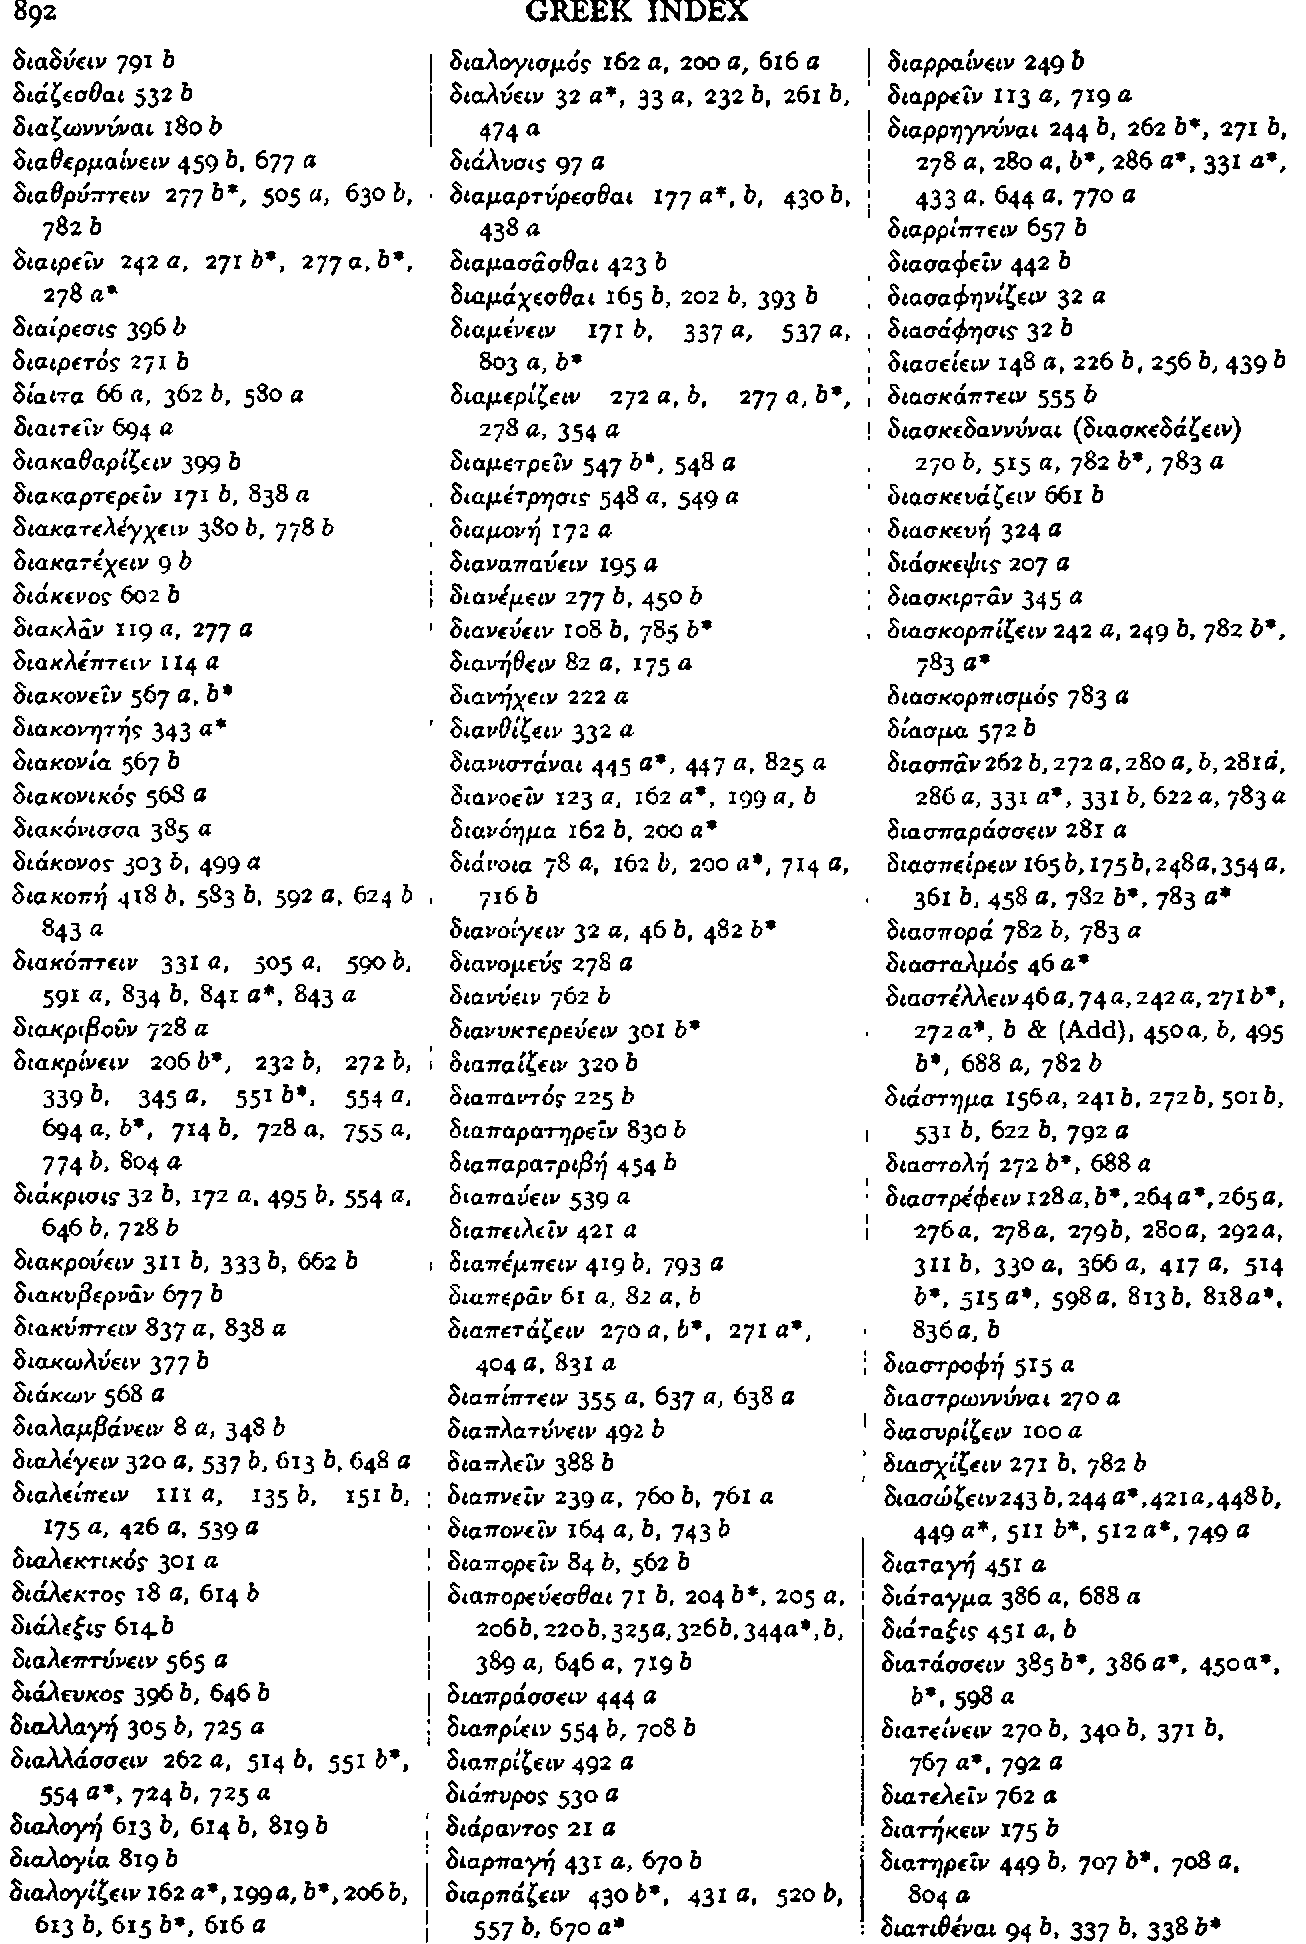 892
GREEK INDEX
διαδύειν 791 b
διάζεσθαι 532 b
διαζωννύναι 180 b
διαθερμαίνειν 459 b, 677 a
διαθρύπτειν 277 b*, 505 a, 630 b,
782 b
διαιρεῖν 242 a, 271 b*, 277 a, b*,
278 a*
διαίρεσις 396 b
διαιρετός 271 b
δίαιτα 66 a, 362 b, 580 a
διαιτεῖν 694 a
διακαθαρίζειν 399 b
διακαρτερεῖν 171 b, 838 a
διακατελέγχειν 380 b, 778 b
διακατέχειν 9 b
διάκενος 602 b
διακλᾶν 119 a, 277 a
διακλέπτειν 114 a
διακονεῖν 567 a, b*
διακονητής 343 a*
διακονία 567 b
διακονικός 568 a
διακόνισσα 385 a
διάκονος 303 b, 499 a
διακοπή 418 b, 583 b, 592 a, 624 b
843 a
διακόπτειν 331 a, 505 a, 590 b,
591 a, 834 b, 841 a*, 843 a
διακριβοῦν 728 a
διακρίνειν 206 b*, 232 b, 272 b,
339 b, 345 a, 551 b*, 554 a,
694 a, b*, 714 b, 728 a, 755 a,
774 b, 804 a
διάκρισις 32 b, 172 a, 495 b, 554 a,
646 b, 728 b
διακρούειν 311 b, 333 b, 662 b
διακυβερνᾶν 677 b
διακύπτειν 837 a, 838 a
διακωλύειν 377 b
διάκων 568 a
διαλαμβάνειν 8 a, 348 b
διαλέγειν 320 a, 537 b, 613 b, 648 a
διαλείπειν 111 a, 135 b, 151 b,
175 a, 426 a, 539 a
διαλεκτικός 301 a
διάλεκτος 18 a, 614 b
διάλεξις 614 b
διαλεπτύνειν 565 a
διάλευκος 396 b, 646 b
διαλλαγή 305 b, 725 a
διαλλάσσειν 262 a, 514 b, 551 b*,
554 a*, 724 b, 725 a
διαλογή 613 b, 614 b, 819 b
διαλογία 819 b
διαλογίζειν 162 a*, 199 a, b*, 206 b,
613 b, 615 b*, 616 a
διαλογισμός 162 a, 200 a, 616 a
διαλύειν 32 a*, 33 a, 232 b, 261 b,
474 a
διάλυσις 97 a
διαμαρτύρεσθαι 177 a*, b, 430 b,
438 a
διαμασᾶσθαι 423 b
διαμάχεσθαι 165 b, 202 b, 393 b
διαμένειν 171 b, 337 a, 537 a,
803 a, b*
διαμερίζειν 272 a, b, 277 a, b*,
278 a, 354 a
διαμετρεῖν 547 b*, 548 a
διαμέτρησις 548 a, 549 a
διαμονή 172 a
διαναπαύειν 195 a
διανέμειν 277 b, 450 b
διανεύειν 108 b, 785 b*
διανήθειν 82 a, 175 a
διανήχειν 222 a
διανθίζειν 332 a
διανιστάναι 445 a*, 447 a, 825 a
διανοεῖν 123 a, 162 a*, 199 a, b
διανόημα 162 b, 200 a*
διάνοια 78 a, 162 b, 200 a*, 714 a,
716 b
διανοίγειν 32 a, 46 b, 482 b*
διανομεύς 278 a
διανύειν 762 b
διανυκτερεύειν 301 b*
διαπαίζειν 320 b
διαπαντός 225 b
διαπαρατηρεῖν 830 b
διαπαρατριβή 454 b
διαπαύειν 539 a
διαπειλεῖν 421 a
διαπέμπειν 419 b, 793 a
διαπερᾶν 61 a, 82 a, b
διαπετάζειν 270 a, b*, 271 a*,
404 a, 831 a
διαπίπτειν 355 a, 637 a, 638 a
διαπλατύνειν 492 b
διαπλεῖν 388 b
διαπνεῖν 239 a, 760 b, 761 a
διαπονεῖν 164 a, b, 743 b
διαπορεῖν 84 b, 562 b
διαπορεύεσθαι 71 b, 204 b*, 205 a,
206 b, 220 b, 325 a, 326 b, 344 a*, b,
389 a, 646 a, 719 b
διαπράσσειν 444 a
διαπρίειν 554 b, 708 b
διαπρίζειν 492 a
διάπυρος 530 a
διάραντος 21 a
διαρπαγή 431 a, 670 b
διαρπάζειν 430 b*, 431 a, 520 b,
557 b, 670 a*
διαρραίνειν 249 b
διαρρεῖν 113 a, 719 a
διαρρηγνύναι 244 b, 262 b*, 271 b,
278 a, 280 a, b*, 286 a*, 331 a*,
433 a, 644 a, 770 a
διαρρίπτειν 657 b
διασαφεῖν 442 b
διασαφηνίζειν 32 a
διασάφησις 32 b
διασείειν 148 a, 226 b, 256 b, 439 b
διασκάπτειν 555 b
διασκεδαννύναι (διασκεδάζειν)
270 b, 515 a, 782 b*, 783 a
διασκευάζειν 661 b
διασκευή 324 a
διάσκεψις 207 a
διασκιρτᾶν 345 a
διασκορπίζειν 242 a, 249 b, 782 b*,
783 a*
διασκορπισμός 783 a
δίασμα 572 b
διασπᾶν 262 b, 272 a, 280 a, b, 281 a,
286 a, 331 a*, 331 b, 622 a, 783 a
διασπαράσσειν 281 a
διασπείρειν 165 b, 175 b, 248 a, 354 a,
361 b, 458 a, 782 b*, 783 a*
διασπορά 782 b, 783 a
διασταλμός 46 a*
διαστέλλειν 46 a, 74 a, 242 a, 271 b*,
272 a*, b & (Add), 450 a, b, 495
b*, 688 a, 782 b
διάστημα 156 a, 241 b, 272 b, 501 b,
531 b, 622 b, 792 a
διαστολή 272 b*, 688 a
διαστρέφειν 128 a, b*, 264 a*, 265 a,
276 a, 278 a, 279 b, 280 a, 292 a,
311 b, 330 a, 366 a, 417 a, 514
b*, 515 a*, 598 a, 813 b, 818 a*,
836 a, b
διαστροφή 515 a
διαστρωννύναι 270 a
διασυρίζειν 100 a
διασχίζειν 271 b, 782 b
διασώζειν 243 b, 244 a*, 421 a, 448 b,
449 a*, 511 b*, 512 a*, 749 a
διαταγή 451 a
διάταγμα 386 a, 688 a
διάταξις 451 a, b
διατάσσειν 385 b*, 386 a*, 450 a*,
b*, 598 a
διατείνειν 270 b, 340 b, 371 b,
767 a*, 792 a
διατελεῖν 762 a
διατήκειν 175 b
διατηρεῖν 449 b, 707 b*, 708 a,
804 a
διατιθέναι 94 b, 337 b, 338 b*